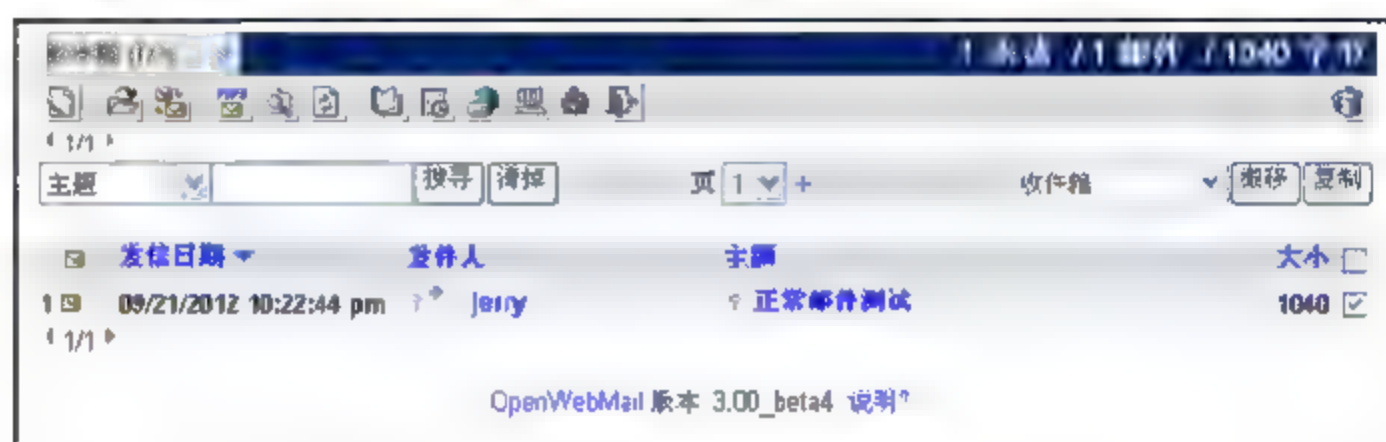 1 未读 / 1 邮件 / 1040 字节
1/1
主题 搜寻 清掉 页 1 + 收件箱 搬移 复制
发信日期 发件人 主题 大小
1 09/21/2012 10:22:44 pm Jerry 正常邮件测试 1040
1/1
OpenWebMail 版本 3.00_beta4 说明?